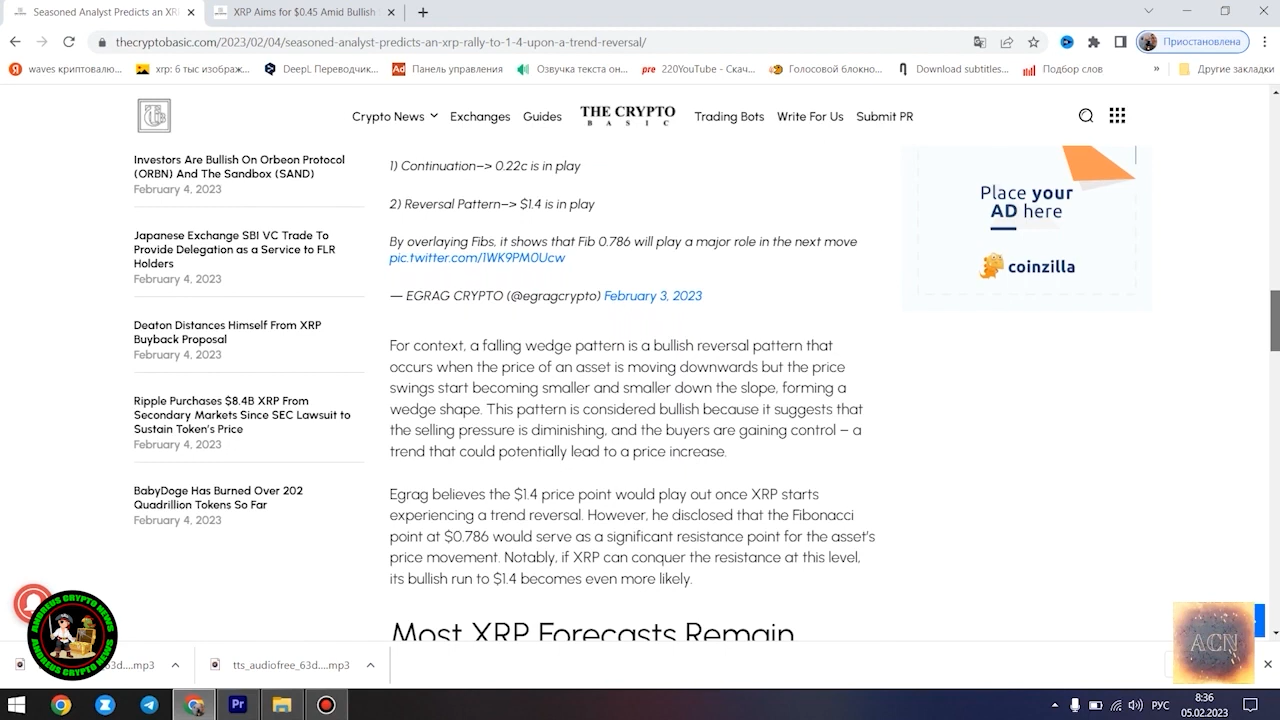 Seasoned Analyst Predicts an XR
XRP Aims for $0.45 Amid Bullish
thecryptobasic.com/2023/02/04/seasoned-analyst-predicts-an-xrp-rally-to-1-4-upon-a-trend-reversal/
Приостановлена
waves криптовалю...
xrp: 6 тыс изображ...
DeepL Переводчик...
Панель управления
Озвучка текста он...
220YouTube - Скач...
Голосовой блокно...
Download subtitles...
Подбор слов
»
Другие закладки
Crypto News
Exchanges
Guides
THE CRYPTO
BASIC
Trading Bots
Write For Us
Submit PR
Investors Are Bullish On Orbeon Protocol
(ORBN) And The Sandbox (SAND)
February 4, 2023
Japanese Exchange SBI VC Trade To
Provide Delegation as a Service to FLR
Holders
February 4, 2023
Deaton Distances Himself From XRP
Buyback Proposal
February 4, 2023
Ripple Purchases $8.4B XRP From
Secondary Markets Since SEC Lawsuit to
Sustain Token's Price
February 4, 2023
BabyDoge Has Burned Over 202
Quadrillion Tokens So Far
February 4, 2023
1) Continuation–> 0.22c is in play
2) Reversal Pattern–> $1.4 is in play
By overlaying Fibs, it shows that Fib 0.786 will play a major role in the next move
pic.twitter.com/1WK9PM0Ucw
— EGRAG CRYPTO (@egragcrypto) February 3, 2023
For context, a falling wedge pattern is a bullish reversal pattern that
occurs when the price of an asset is moving downwards but the price
swings start becoming smaller and smaller down the slope, forming a
wedge shape. This pattern is considered bullish because it suggests that
the selling pressure is diminishing, and the buyers are gaining control – a
trend that could potentially lead to a price increase.
Egrag believes the $1.4 price point would play out once XRP starts
experiencing a trend reversal. However, he disclosed that the Fibonacci
point at $0.786 would serve as a significant resistance point for the asset's
price movement. Notably, if XRP can conquer the resistance at this level,
its bullish run to $1.4 becomes even more likely.
Most XRP Forecasts Remain
Place your
AD here
coinzilla
ANDREUS CRYPTO NEWS
ANDREUS CRYPTO NEWS
ACN
63d....mp3
tts_audiofree_63d....mp3
РУС
8:36
05.02.2023